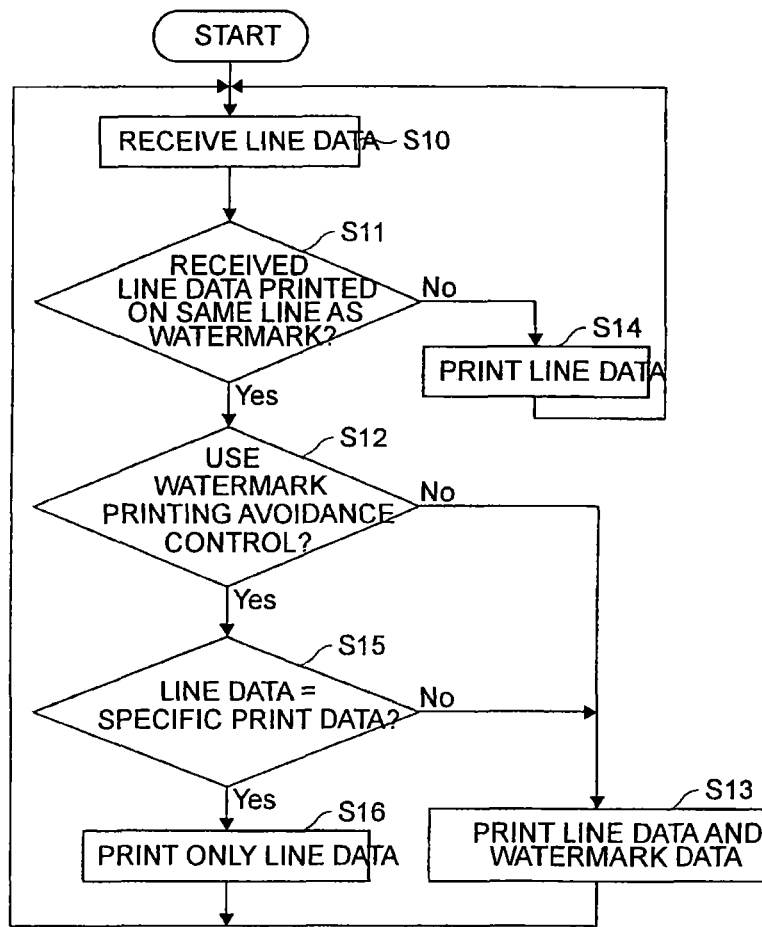 START
RECEIVE LINE DATA
S10
S11
RECEIVED
LINE DATA PRINTED
ON SAME LINE AS
WATERMARK?
No
S14
PRINT LINE DATA
Yes
S12
USE
WATERMARK
PRINTING AVOIDANCE
CONTROL?
No
Yes
S15
LINE DATA =
SPECIFIC PRINT DATA?
No
Yes
S16
PRINT ONLY LINE DATA
S13
PRINT LINE DATA AND
WATERMARK DATA